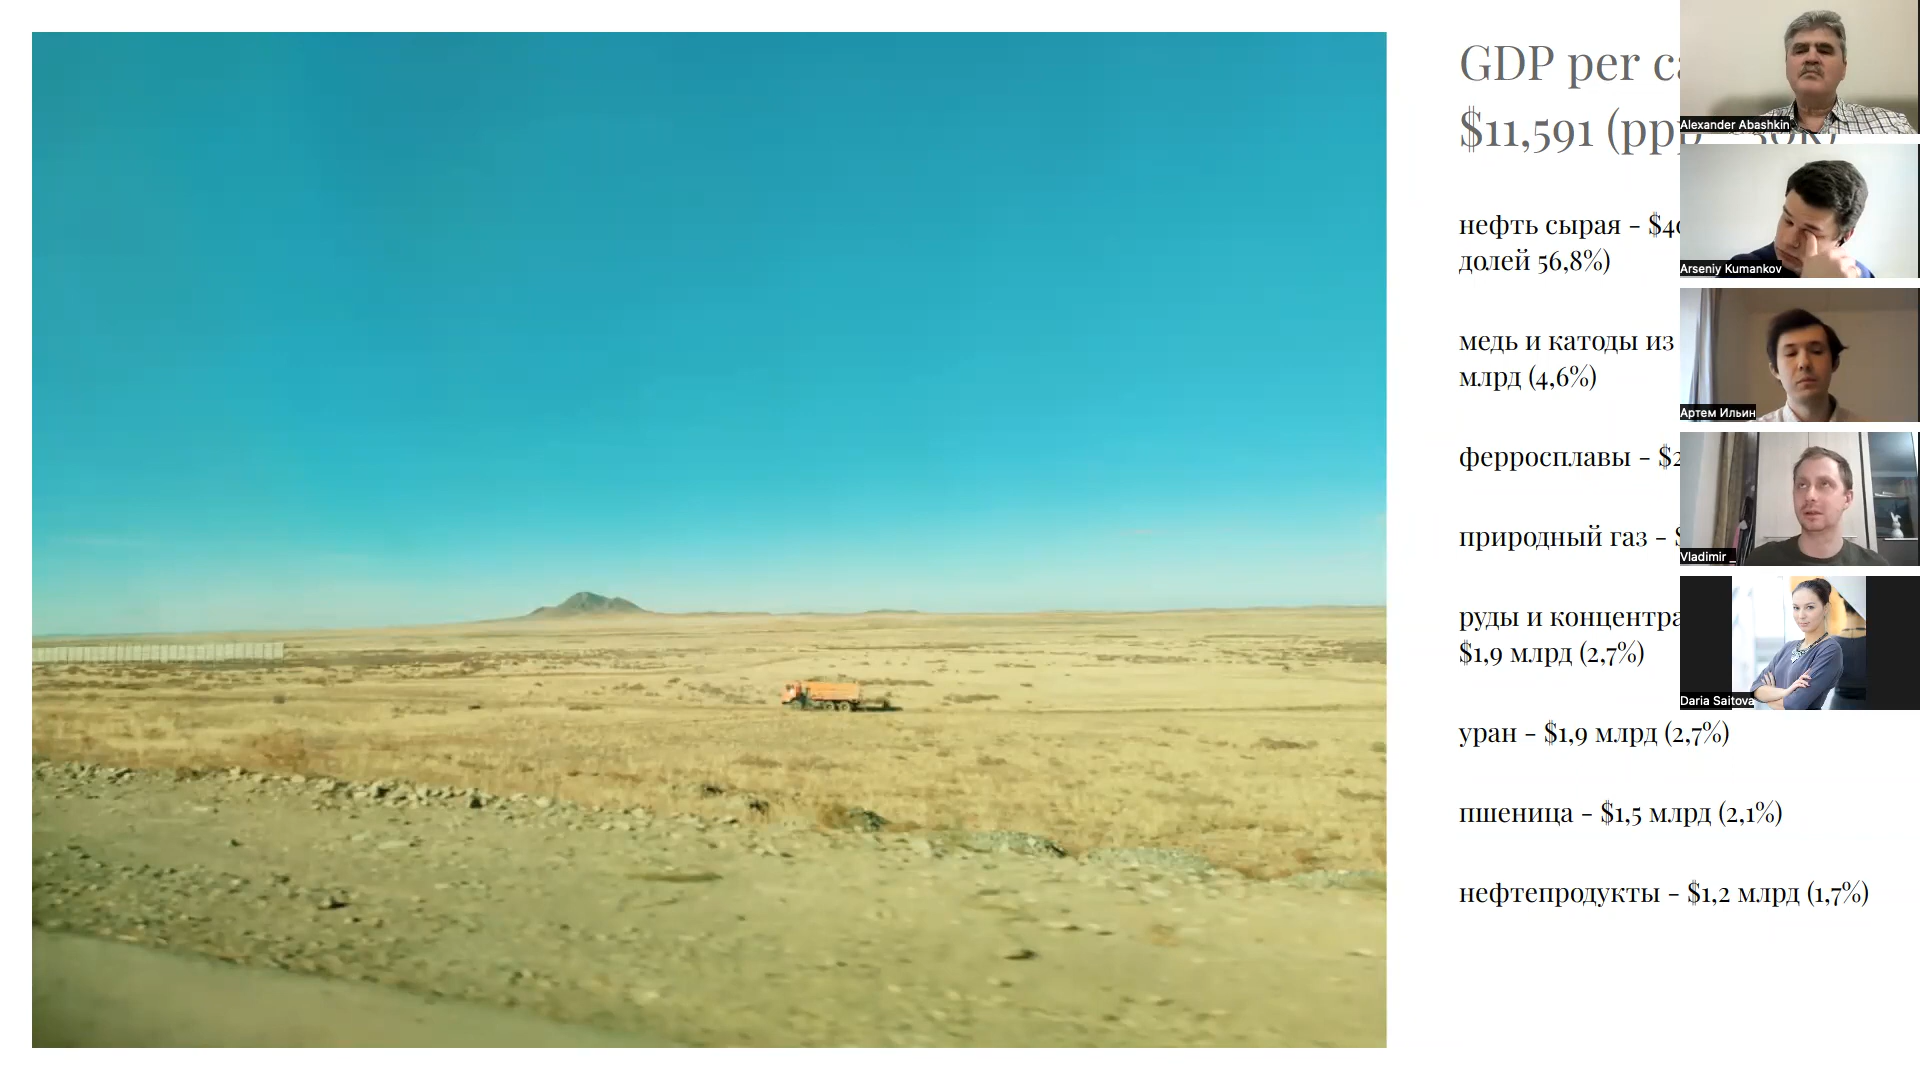 GDP per
$11,591 (ppp
нефть сырая -
долей 56,8%)
медь и катоды из
млрд (4,6%)
ферросплавы -
природный газ -
руды и
$1,9 млрд (2,7%)
уран - $1,9 млрд (2,7%)
пшеница - $1,5 млрд (2,1%)
нефтепродукты - $1,2 млрд (1,7%)
Alexander Abashkin
Arseniy Kumankov
Артем Ильин
Vladimir _
Daria Saitova